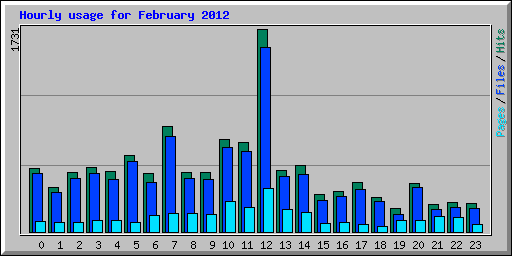 Hourly usage for February 2012
1731
Pages / Files / Hits
0 1 2 3 4 5 6 7 8 9 10 11 12 13 14 15 16 17 18 19 20 21 22 23